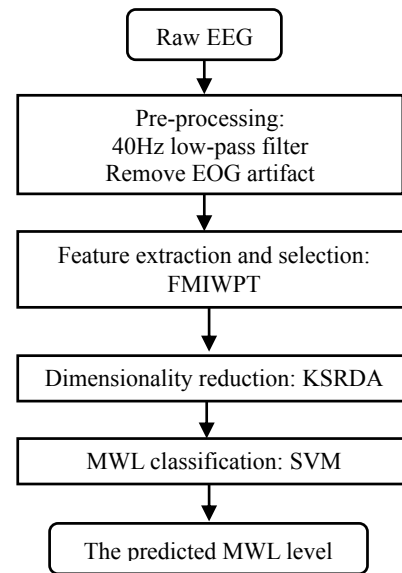 Raw EEG
Pre-processing:
40Hz low-pass filter
Remove EOG artifact
Feature extraction and selection:
FMIWPT
Dimensionality reduction: KSRDA
MWL classification: SVM
The predicted MWL level